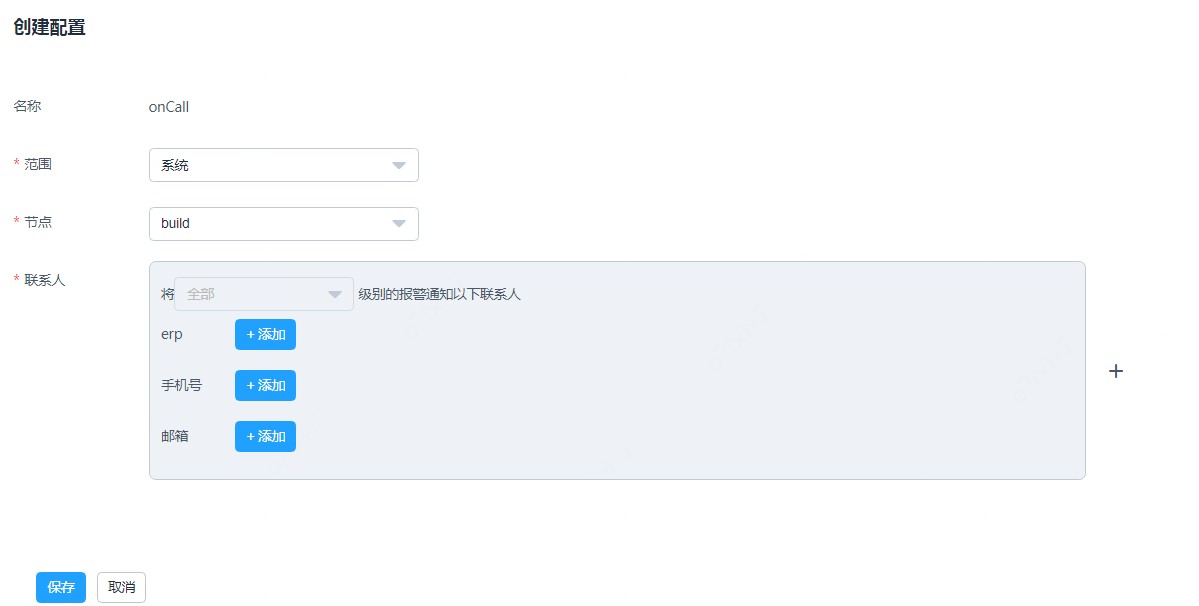 创建配置
名称 onCall
* 范围 系统
* 节点 build
* 联系人 将 全部 级别的报警通知以下联系人
erp + 添加
手机号 + 添加
邮箱 + 添加
+
保存 取消